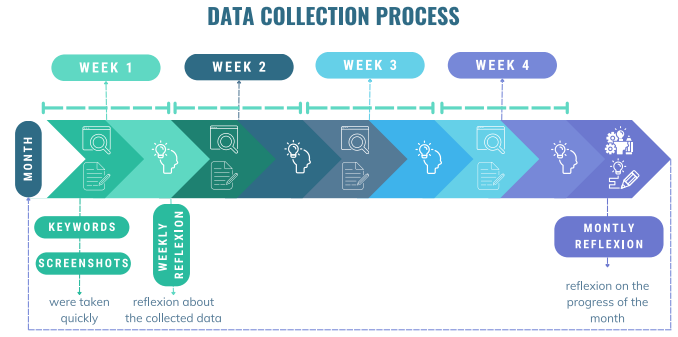 DATA COLLECTION PROCESS
WEEK 1
WEEK 2
WEEK 3
WEEK 4
MONTH
KEYWORDS
SCREENSHOTS
were taken
quickly
WEEKLY
REFLEXION
reflexion about
the collected data
MONTLY
REFLEXION
reflexion on the
progress of the
month